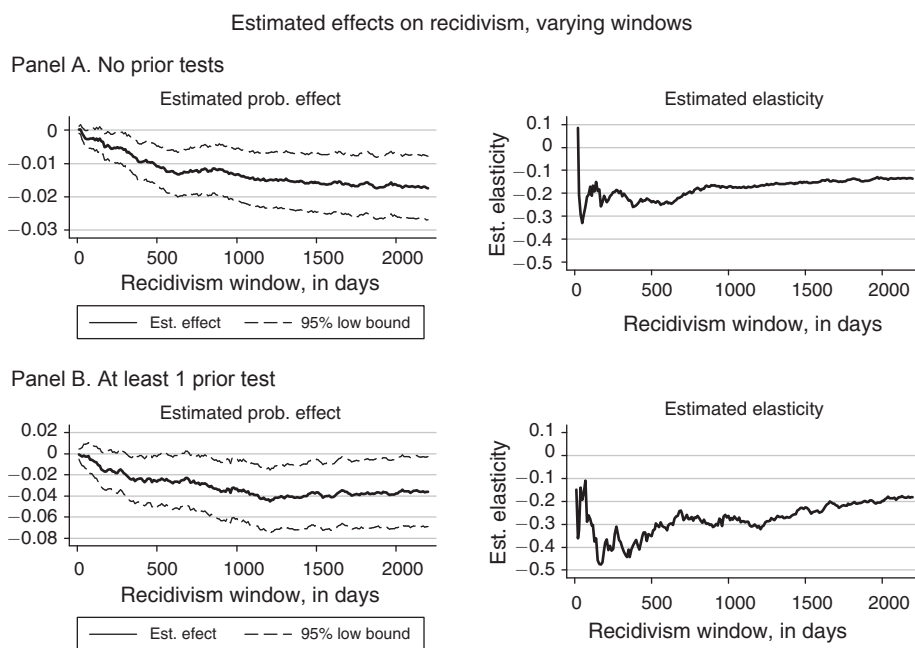 Estimated effects on recidivism, varying windows
Panel A. No prior tests
Estimated prob. effect
0
−0.01
−0.02
−0.03
0 500 1000 1500 2000
Recidivism window, in days
Est. effect 95% low bound
Estimated elasticity
Est. elasticity
0.1
0
−0.1
−0.2
−0.3
−0.4
−0.5
0 500 1000 1500 2000
Recidivism window, in days
Panel B. At least 1 prior test
Estimated prob. effect
0.02
0
−0.02
−0.04
−0.06
−0.08
0 500 1000 1500 2000
Recidivism window, in days
Est. effect 95% low bound
Estimated elasticity
Est. elasticity
0.1
0
−0.1
−0.2
−0.3
−0.4
−0.5
0 500 1000 1500 2000
Recidivism window, in days